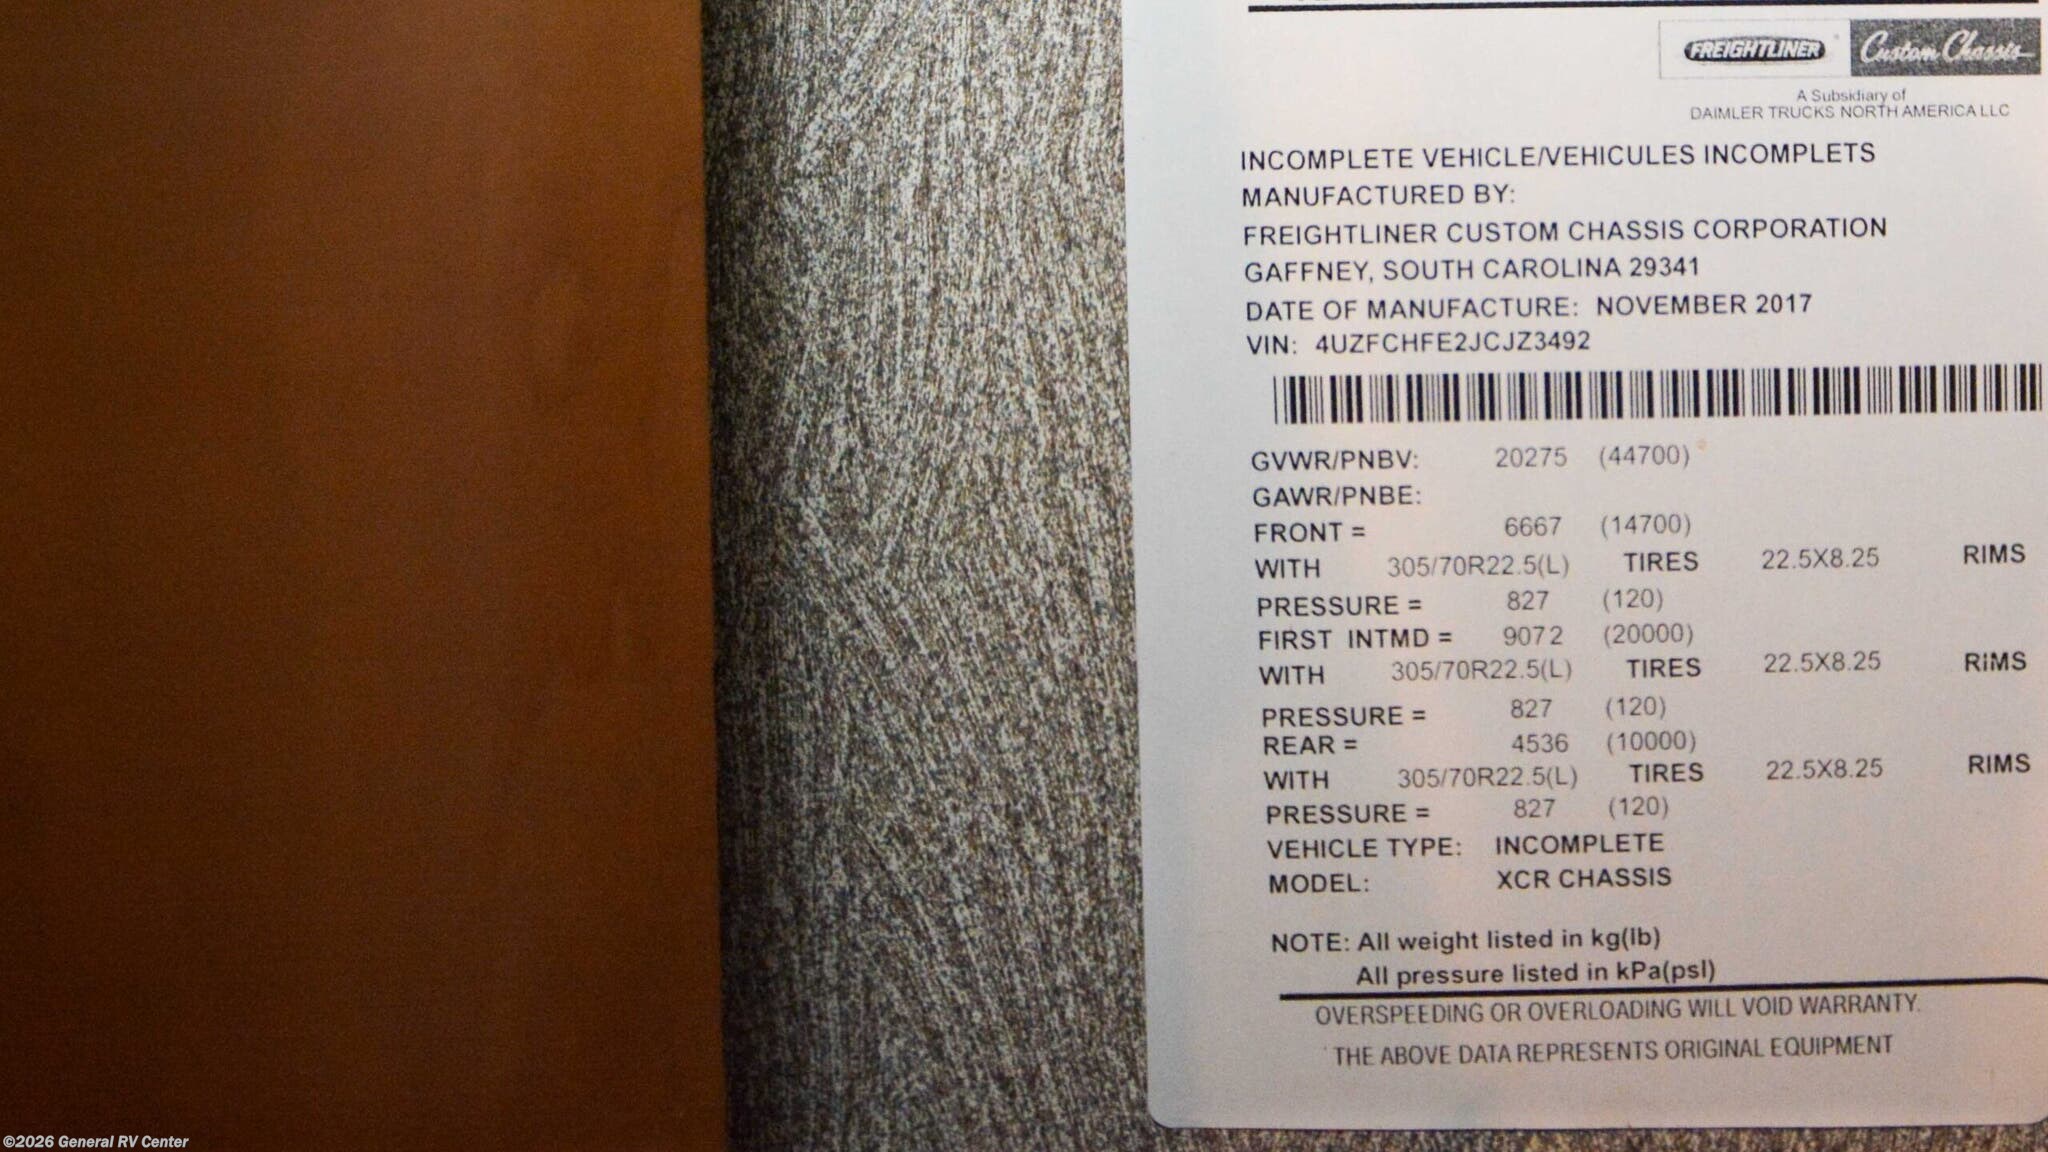 FREIGHTLINER Custom Chassis
A Subsidiary of
DAIMLER TRUCKS NORTH AMERICA LLC
INCOMPLETE VEHICLE/VEHICULES INCOMPLETS
MANUFACTURED BY:
FREIGHTLINER CUSTOM CHASSIS CORPORATION
GAFFNEY, SOUTH CAROLINA 29341
DATE OF MANUFACTURE: NOVEMBER 2017
VIN: 4UZFCHFE2JCJZ3492
GVWR/PNBV: 20275 (44700)
GAWR/PNBE:
FRONT = 6667 (14700)
WITH 305/70R22.5(L) TIRES 22.5X8.25 RIMS
PRESSURE = 827 (120)
FIRST INTMD = 9072 (20000)
WITH 305/70R22.5(L) TIRES 22.5X8.25 RIMS
PRESSURE = 827 (120)
REAR = 4536 (10000)
WITH 305/70R22.5(L) TIRES 22.5X8.25 RIMS
PRESSURE = 827 (120)
VEHICLE TYPE: INCOMPLETE
MODEL: XCR CHASSIS
NOTE: All weight listed in kg(lb)
All pressure listed in kPa(psI)
OVERSPEEDING OR OVERLOADING WILL VOID WARRANTY.
THE ABOVE DATA REPRESENTS ORIGINAL EQUIPMENT
©2026 General RV Center